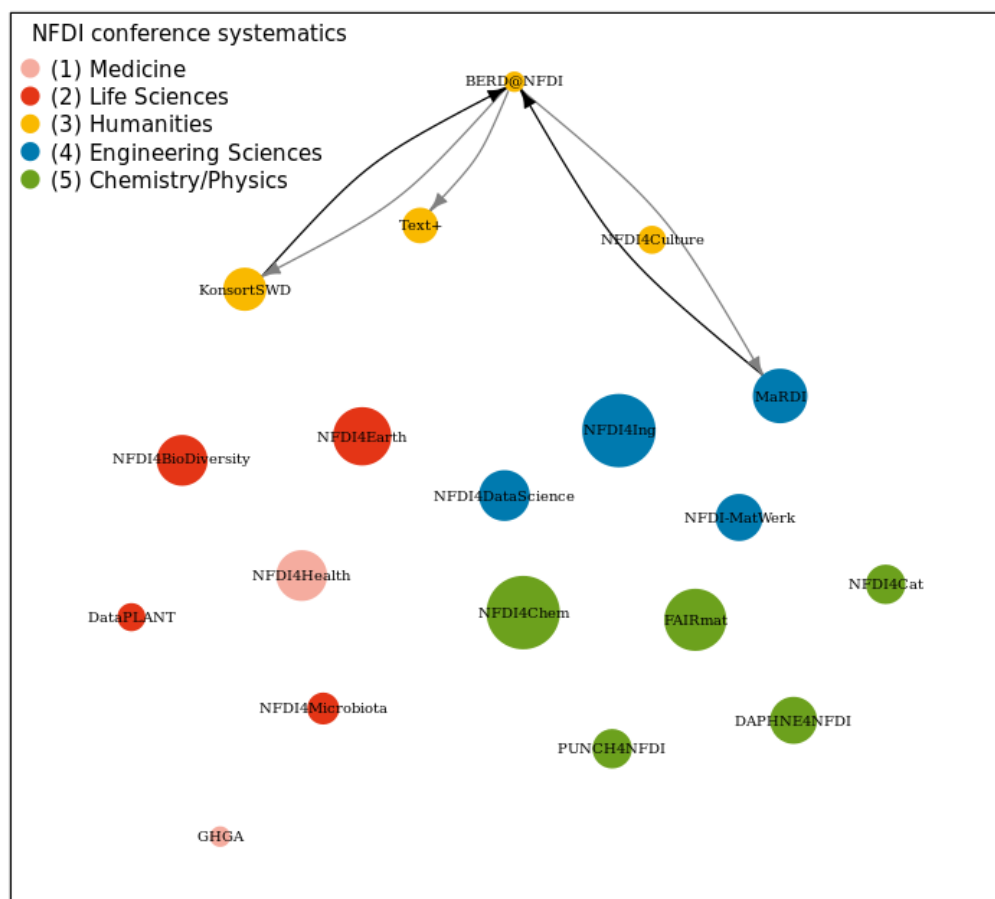 NFDI conference systematics
(1) Medicine
(2) Life Sciences
(3) Humanities
(4) Engineering Sciences
(5) Chemistry/Physics
BERD@NFDI
Text+
NFDI4Culture
KonsortSWD
MaRDI
NFDI4Ing
NFDI4Earth
NFDI4BioDiversity
NFDI4DataScience
NFDI-MatWerk
NFDI4Health
NFDI4Cat
NFDI4Chem
DataPLANT
FAIRmat
NFDI4Microbiota
DAPHNE4NFDI
PUNCH4NFDI
GHGA